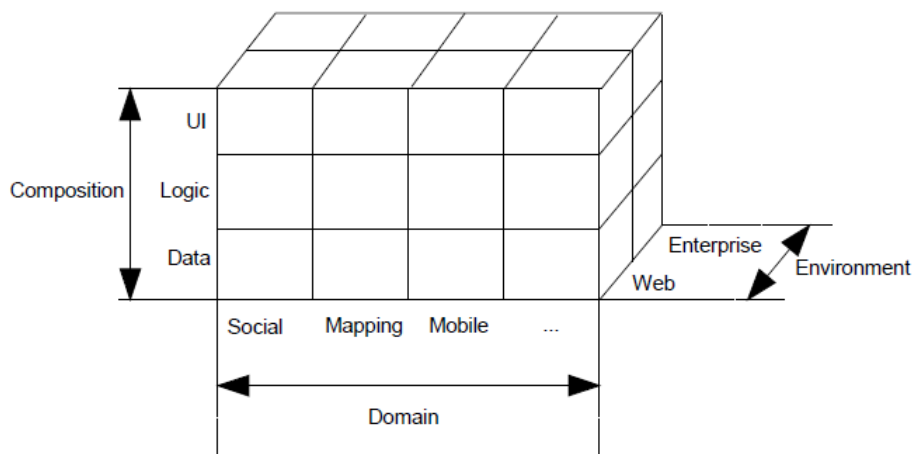 UI
Composition
Logic
Data
Enterprise
Environment
Web
Social
Mapping
Mobile
...
Domain